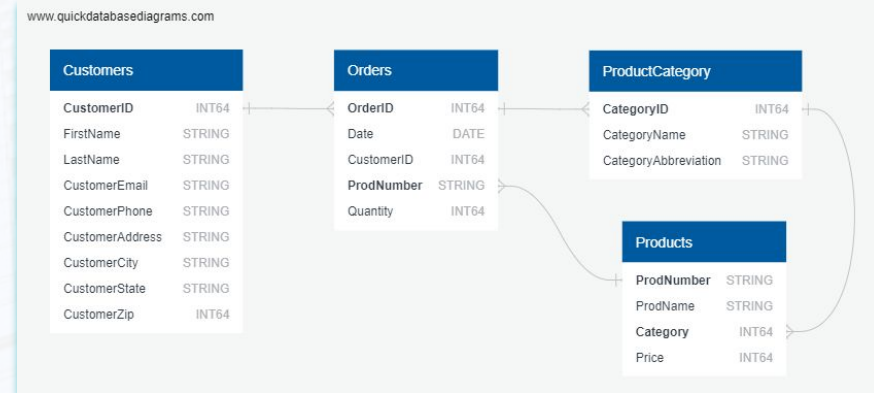 www.quickdatabasediagrams.com
Customers
CustomerID INT64
FirstName STRING
LastName STRING
CustomerEmail STRING
CustomerPhone STRING
CustomerAddress STRING
CustomerCity STRING
CustomerState STRING
CustomerZip INT64
Orders
OrderID INT64
Date DATE
CustomerID INT64
ProdNumber STRING
Quantity INT64
ProductCategory
CategoryID INT64
CategoryName STRING
CategoryAbbreviation STRING
Products
ProdNumber STRING
ProdName STRING
Category INT64
Price INT64